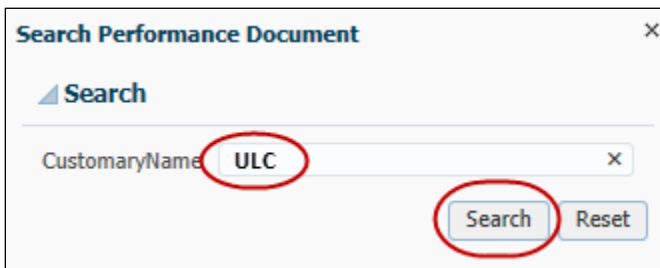 Search Performance Document
Search
CustomaryName ULC
Search Reset